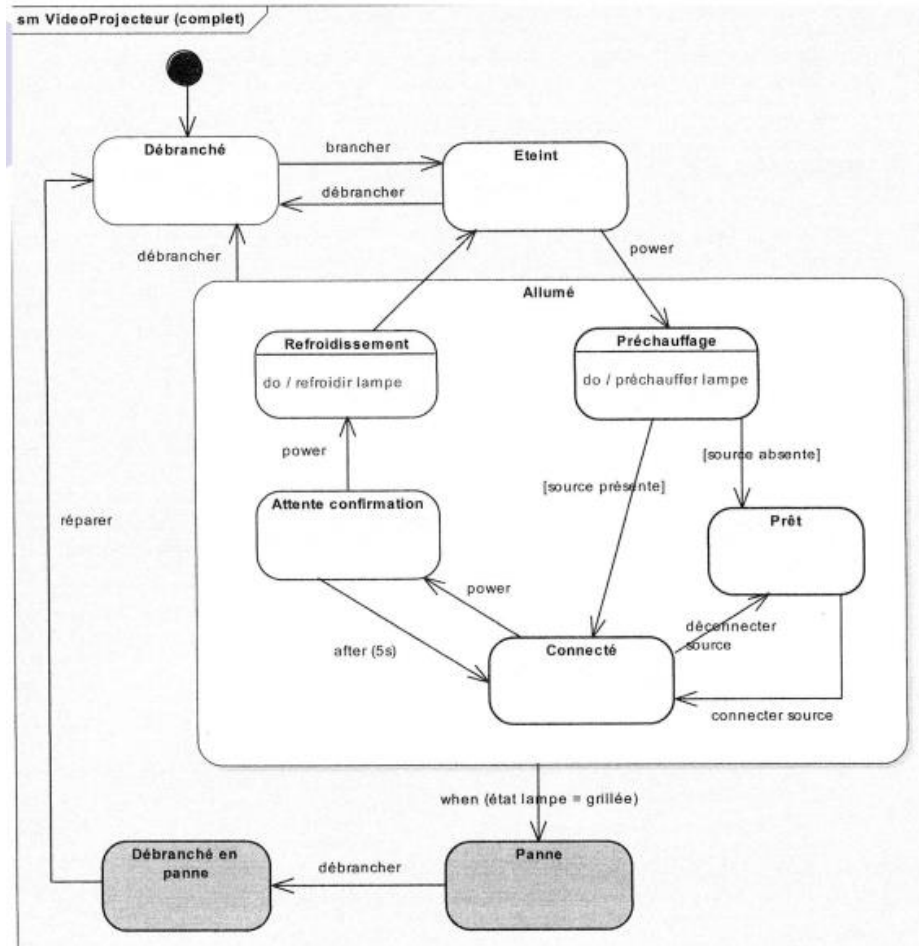 sm VideoProjecteur (complet)
Débranché
brancher
Eteint
débrancher
débrancher
power
Allumé
Refroidissement
do / refroidir lampe
Préchauffage
do / préchauffer lampe
power
[source présente]
[source absente]
Attente confirmation
Prêt
réparer
power
déconnecter
source
after (5s)
Connecté
connecter source
when (état lampe = grillée)
Débranché en
panne
débrancher
Panne